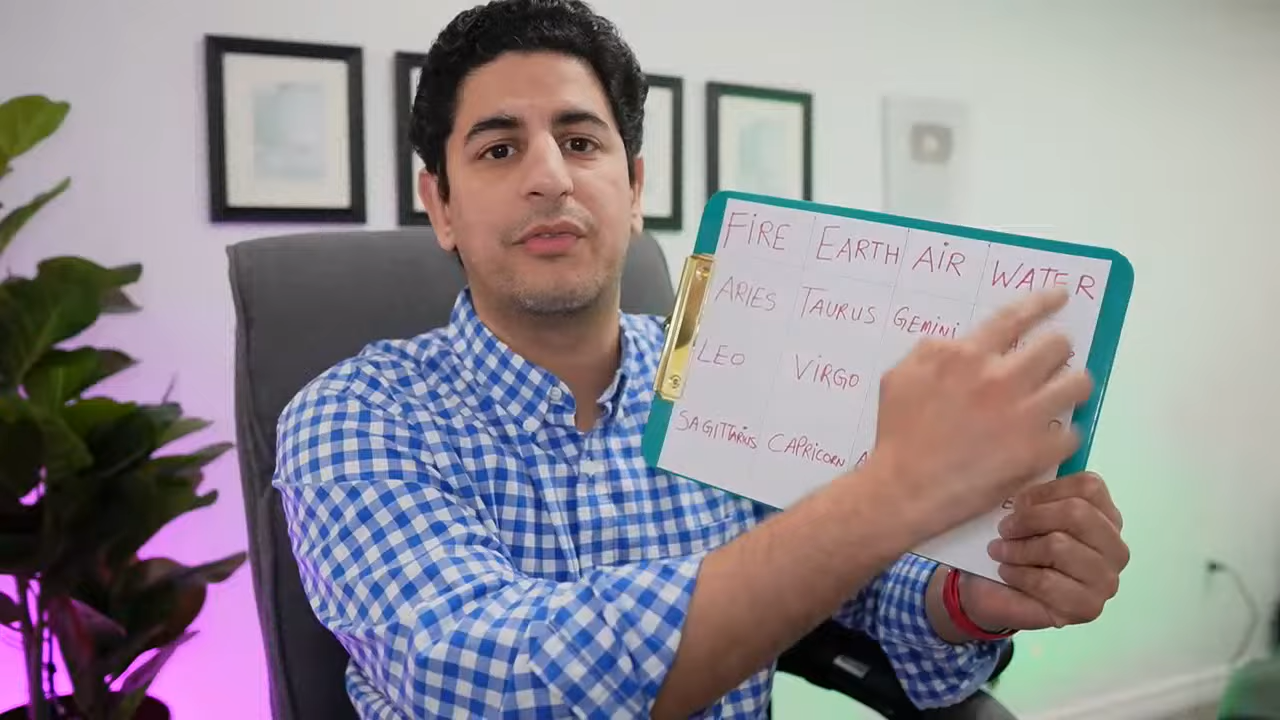 FIRE EARTH AIR WATER
ARIES TAURUS GEMINI
LEO VIRGO
SAGITTARIUS CAPRICORN